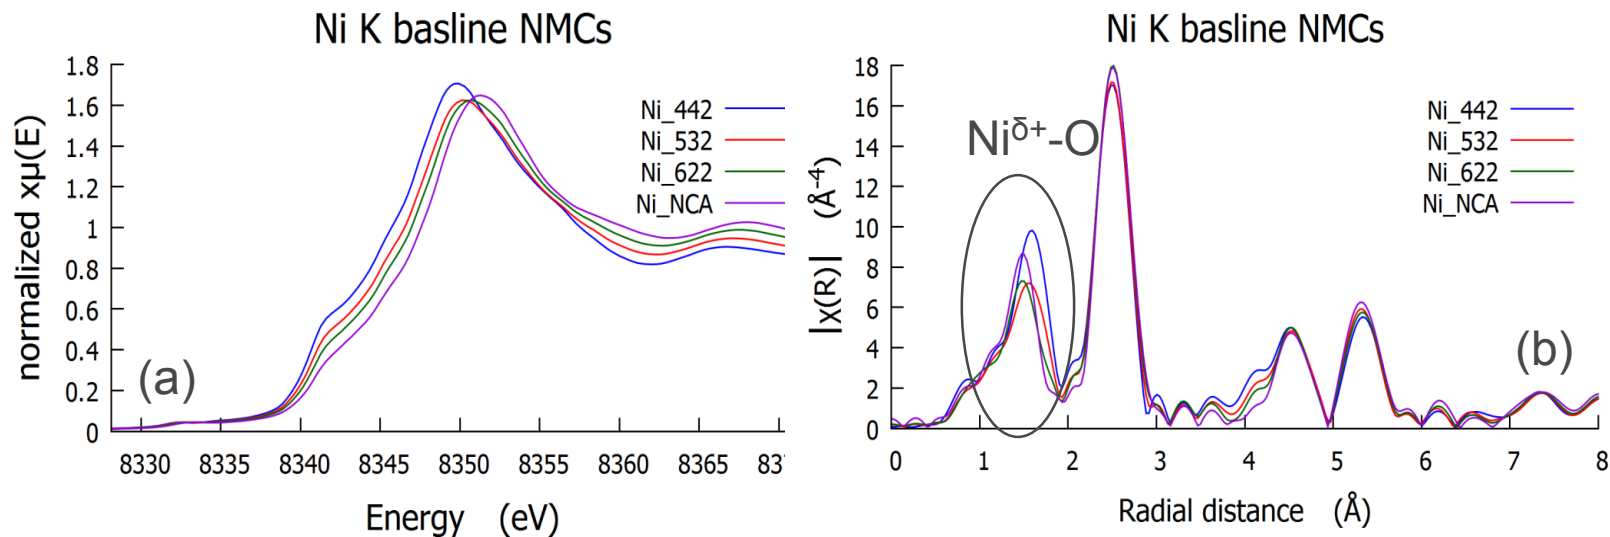 Ni K basline NMCs
normalized xμ(E)
1.8
1.6
1.4
1.2
1
0.8
0.6
0.4
0.2
0
Ni_442
Ni_532
Ni_622
Ni_NCA
(a)
8330 8335 8340 8345 8350 8355 8360 8365 837
Energy (eV)
Ni K basline NMCs
|χ(R)| (Å⁻⁴)
18
16
14
12
10
8
6
4
2
0
Niδ+-O
Ni_442
Ni_532
Ni_622
Ni_NCA
(b)
0 1 2 3 4 5 6 7 8
Radial distance (Å)